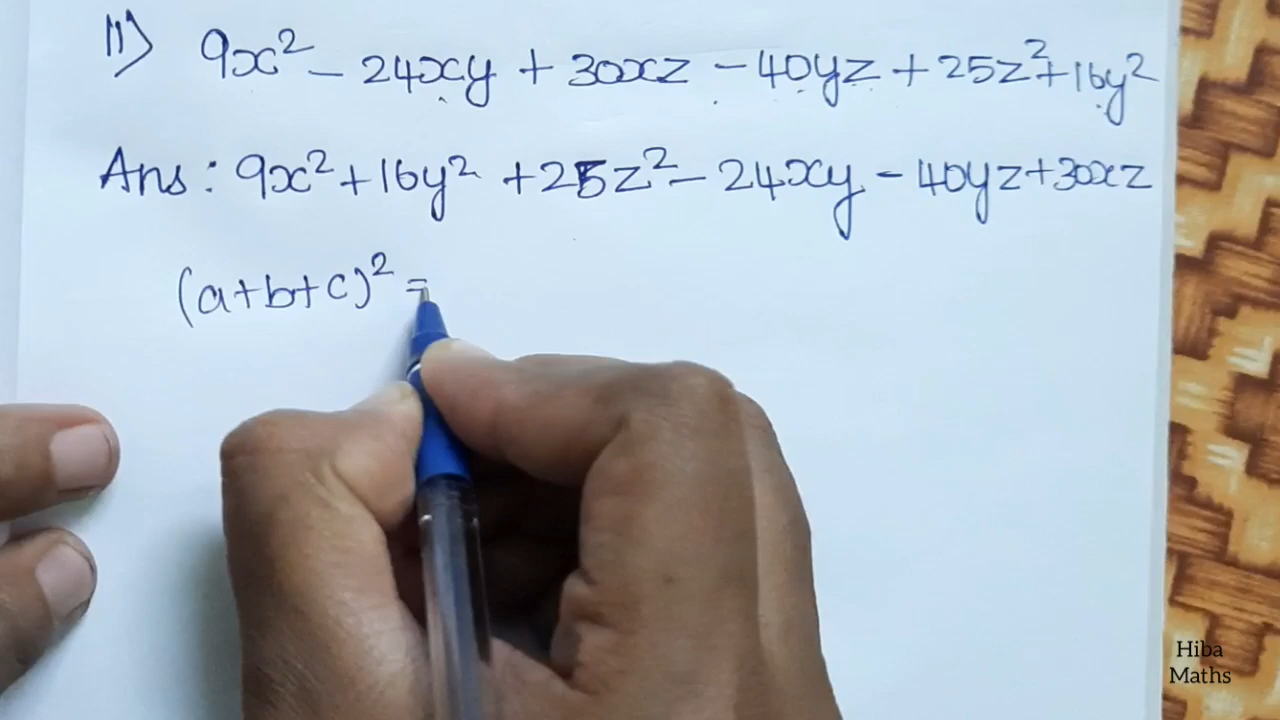 11) 9x² - 24xy + 30xz - 40yz + 25z² + 16y²
Ans : 9x² + 16y² + 25z² - 24xy - 40yz + 30xz
(a+b+c)² =
Hiba
Maths